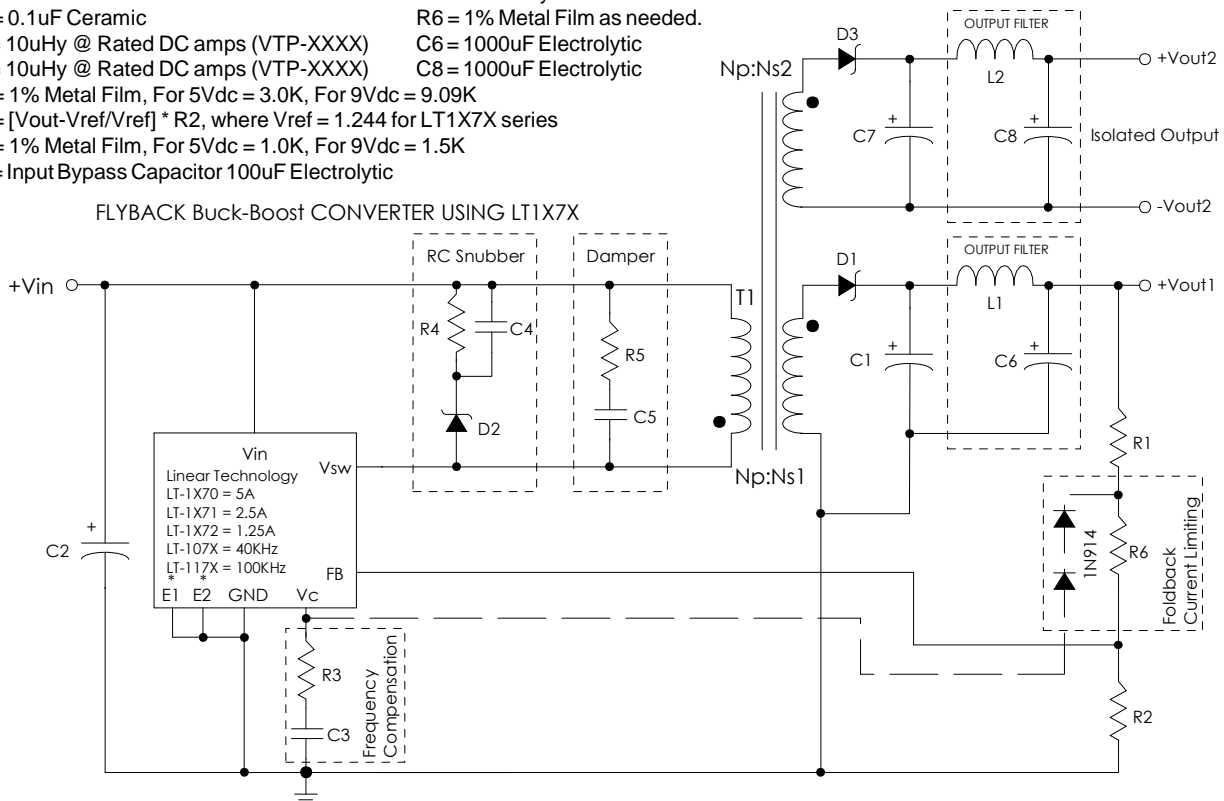 = 0.1uF Ceramic
R6 = 1% Metal Film as needed.
= 10uHy @ Rated DC amps (VTP-XXXX)
C6 = 1000uF Electrolytic
= 10uHy @ Rated DC amps (VTP-XXXX)
C8 = 1000uF Electrolytic
= 1% Metal Film, For 5Vdc = 3.0K, For 9Vdc = 9.09K
= [Vout-Vref/Vref] * R2, where Vref = 1.244 for LT1X7X series
= 1% Metal Film, For 5Vdc = 1.0K, For 9Vdc = 1.5K
= Input Bypass Capacitor 100uF Electrolytic
FLYBACK Buck-Boost CONVERTER USING LT1X7X
OUTPUT FILTER
D3
Np:Ns2
L2
+Vout2
+
C7
+
C8
Isolated Output
-Vout2
RC Snubber
Damper
D1
OUTPUT FILTER
+Vin
T1
L1
+Vout1
R4
C4
R5
C1
+
C6
+
D2
C5
R1
Np:Ns1
Vin
Vsw
Linear Technology
LT-1X70 = 5A
LT-1X71 = 2.5A
LT-1X72 = 1.25A
LT-107X = 40KHz
LT-117X = 100KHz
FB
* *
E1 E2 GND Vc
+
C2
1N914
R6
Foldback
Current Limiting
R3
C3
Frequency
Compensation
R2